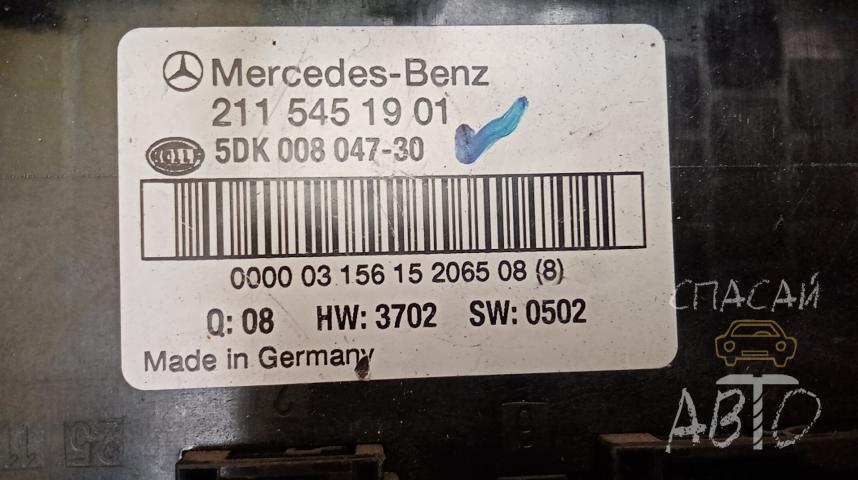 Mercedes-Benz
211 545 19 01
5DK 008 047-30
0000 03 156 15 2065 08 (8)
Q: 08 HW: 3702 SW: 0502
Made in Germany
СПАСАЙ
АВТО